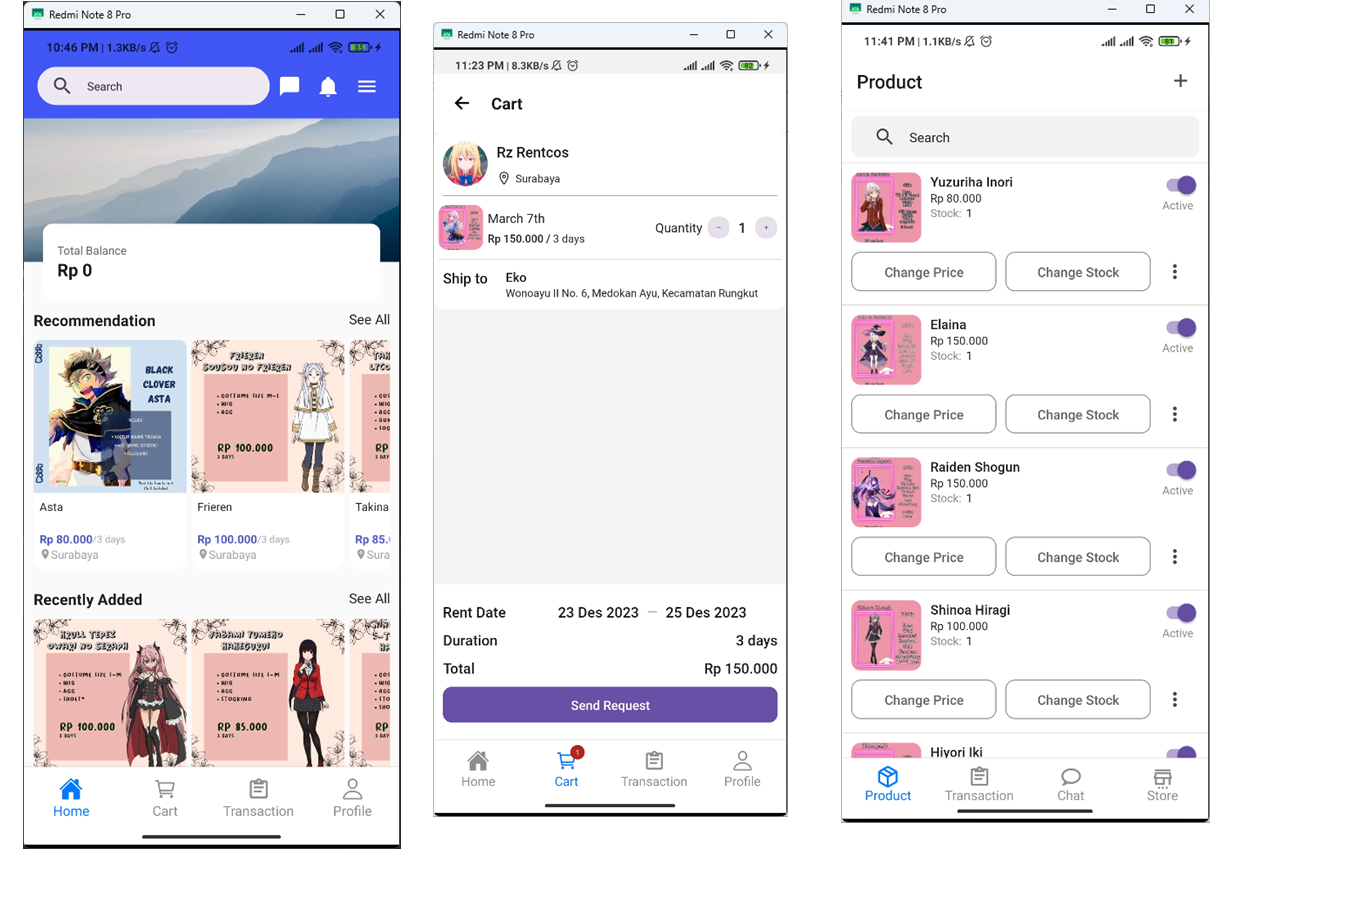 Redmi Note 8 Pro
10:46 PM | 1.3KB/s
85
Search
Total Balance
Rp 0
Recommendation
See All
BLACK
CLOVER
ASTA
FRIEREN
SOUSOU NO FRIEREN
• WIG
• ACC
RP 100.000
3 DAYS
Asta
Frieren
Takina
Rp 80.000/3 days
Rp 100.000/3 days
Rp 85.
Surabaya
Surabaya
Sura
Recently Added
See All
KRULL TEPEZ
OWARI NO SERAPH
• WIG
• ACC
RP 100.000
3 DAYS
JABAMI YUMEKO
KAKEGURUI
• WIG
• ACC
• STOCKING
RP 85.000
3 DAYS
Home
Cart
Transaction
Profile
Redmi Note 8 Pro
11:23 PM | 8.3KB/s
82
Cart
Rz Rentcos
Surabaya
March 7th
Rp 150.000 / 3 days
Quantity - 1 +
Ship to
Eko
Wonoayu II No. 6, Medokan Ayu, Kecamatan Rungkut
Rent Date 23 Des 2023 — 25 Des 2023
Duration 3 days
Total Rp 150.000
Send Request
1
Home
Cart
Transaction
Profile
Redmi Note 8 Pro
11:41 PM | 1.1KB/s
81
Product
+
Search
Yuzuriha Inori
Rp 80.000
Stock: 1
Active
Change Price
Change Stock
Elaina
Rp 150.000
Stock: 1
Active
Change Price
Change Stock
Raiden Shogun
Rp 150.000
Stock: 1
Active
Change Price
Change Stock
Shinoa Hiragi
Rp 100.000
Stock: 1
Active
Change Price
Change Stock
Hiyori Iki
Product
Transaction
Chat
Store